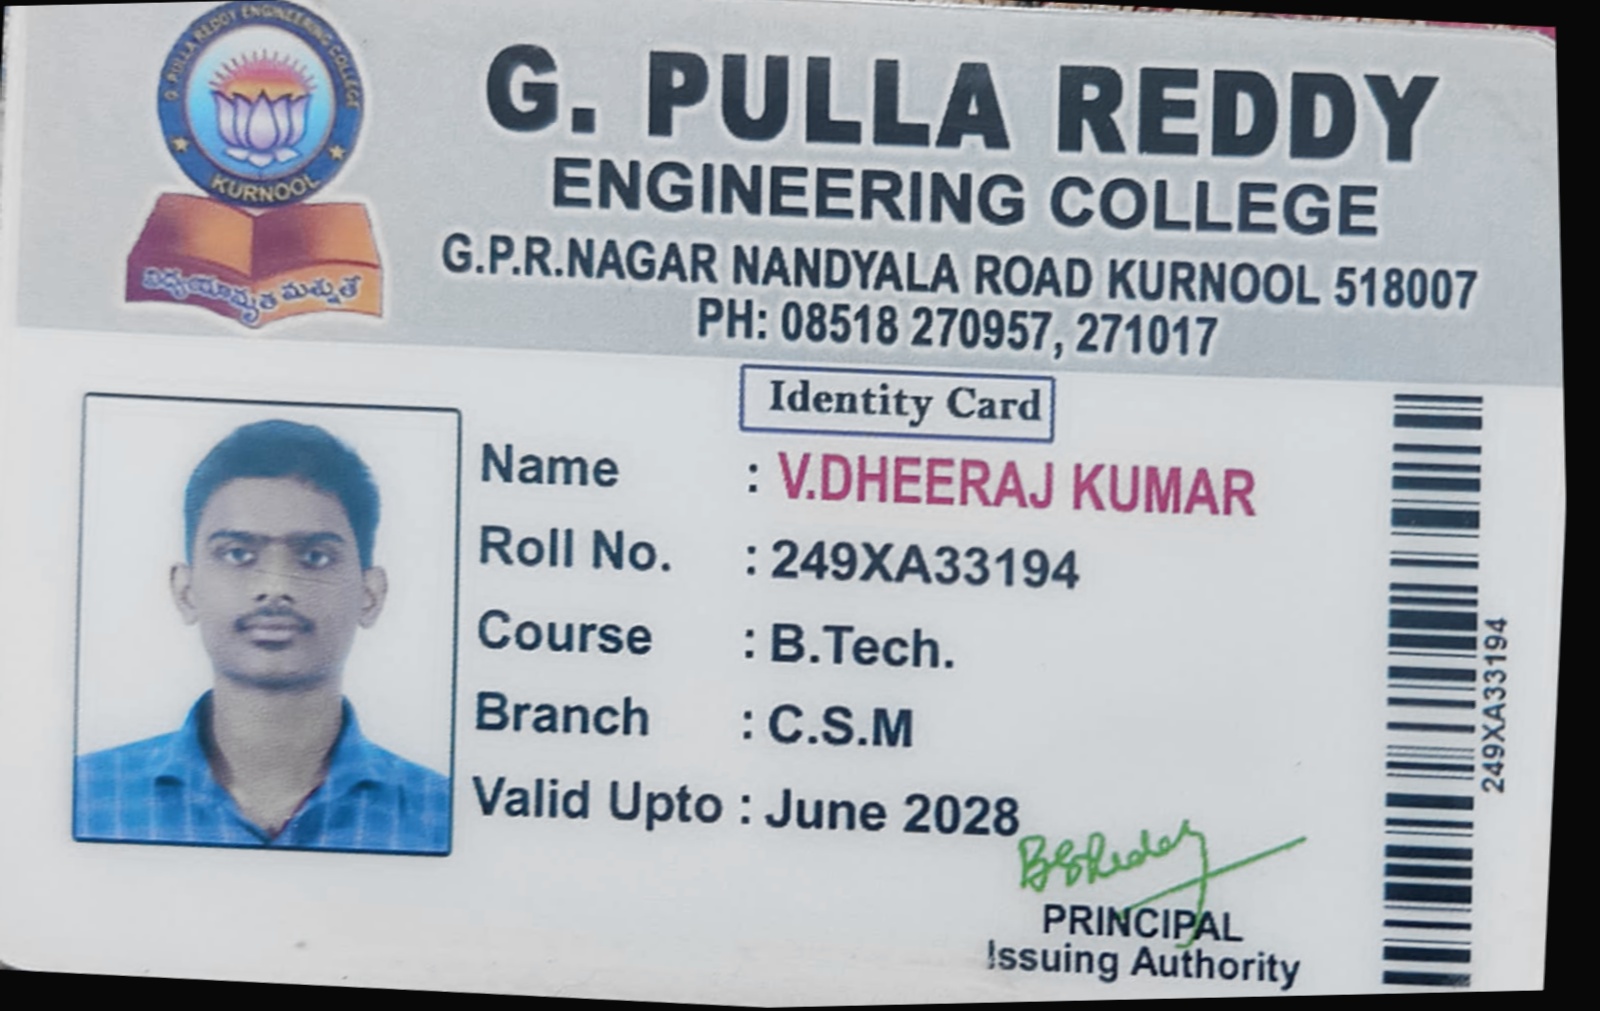 G. PULLA REDDY ENGINEERING COLLEGE
KURNOOL
విద్యయామృత మశ్నుతే
G. PULLA REDDY
ENGINEERING COLLEGE
G.P.R.NAGAR NANDYALA ROAD KURNOOL 518007
PH: 08518 270957, 271017
Identity Card
Name : V.DHEERAJ KUMAR
Roll No. : 249XA33194
Course : B.Tech.
Branch : C.S.M
Valid Upto : June 2028
249XA33194
PRINCIPAL
Issuing Authority